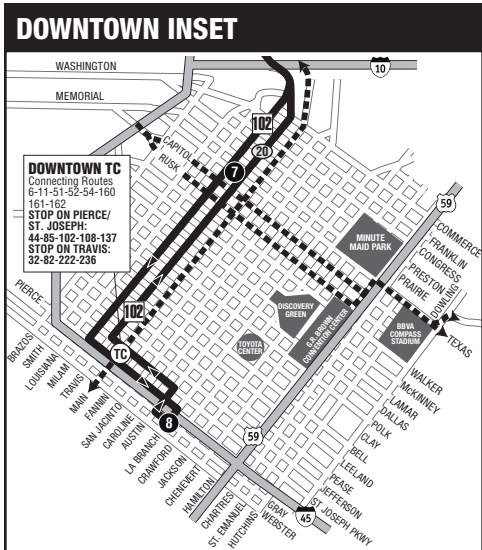 DOWNTOWN INSET
WASHINGTON
10
MEMORIAL
102
CAPITOL
RUSK
20
7
DOWNTOWN TC
Connecting Routes
6-11-51-52-54-160
161-162
STOP ON PIERCE/
ST. JOSEPH:
44-85-102-108-137
STOP ON TRAVIS:
32-82-222-236
59
MINUTE
MAID PARK
COMMERCE
FRANKLIN
CONGRESS
PRESTON
PRAIRIE
DOWLING
TEXAS
PIERCE
DISCOVERY
GREEN
G.R. BROWN
CONVENTION CENTER
BBVA
COMPASS
STADIUM
102
TOYOTA
CENTER
TC
BRAZOS
SMITH
LOUISIANA
MILAM
TRAVIS
MAIN
FANNIN
SAN JACINTO
CAROLINE
AUSTIN
LA BRANCH
CRAWFORD
JACKSON
CHENEVERT
HAMILTON
CHARTRES
ST. EMANUEL
HUTCHINS
8
59
WALKER
McKINNEY
LAMAR
DALLAS
POLK
CLAY
BELL
LEELAND
PEASE
JEFFERSON
ST. JOSEPH PKWY
GRAY
WEBSTER
45